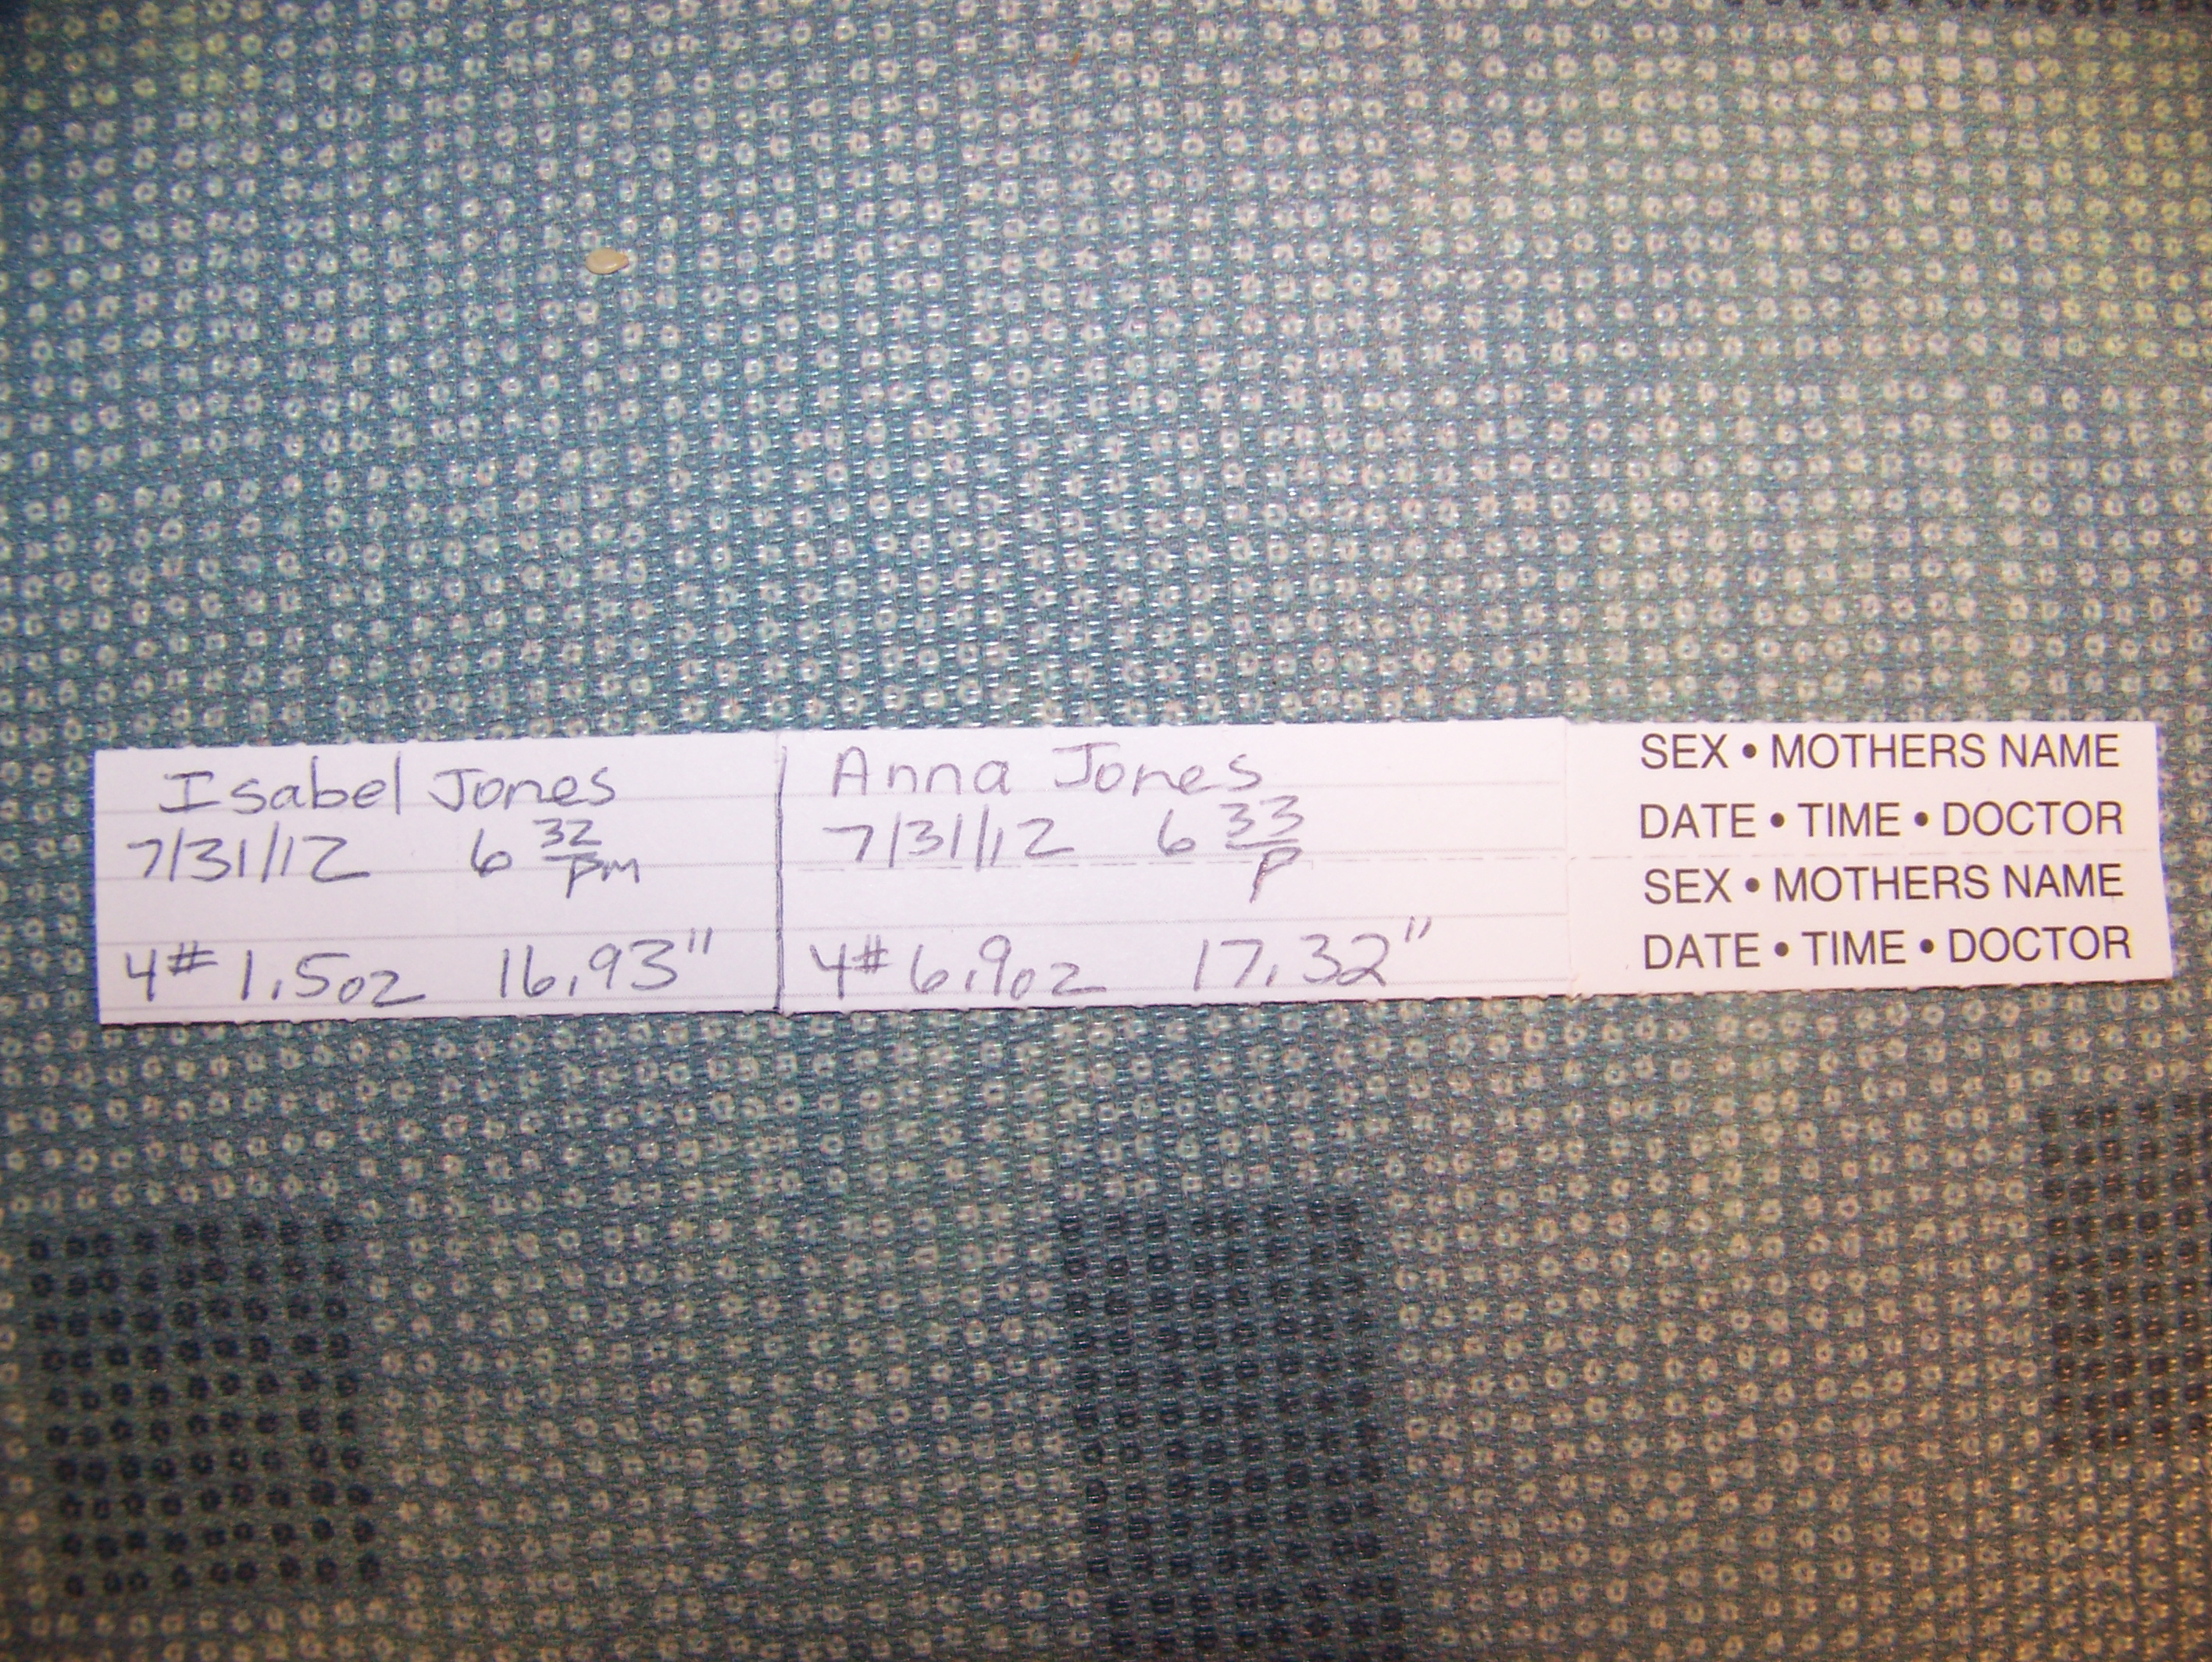 Isabel Jones
7/31/12 6 32 pm
4# 1.5oz 16.93"
Anna Jones
7/31/12 6 33 p
4# 6.9oz 17.32"
SEX • MOTHERS NAME
DATE • TIME • DOCTOR
SEX • MOTHERS NAME
DATE • TIME • DOCTOR